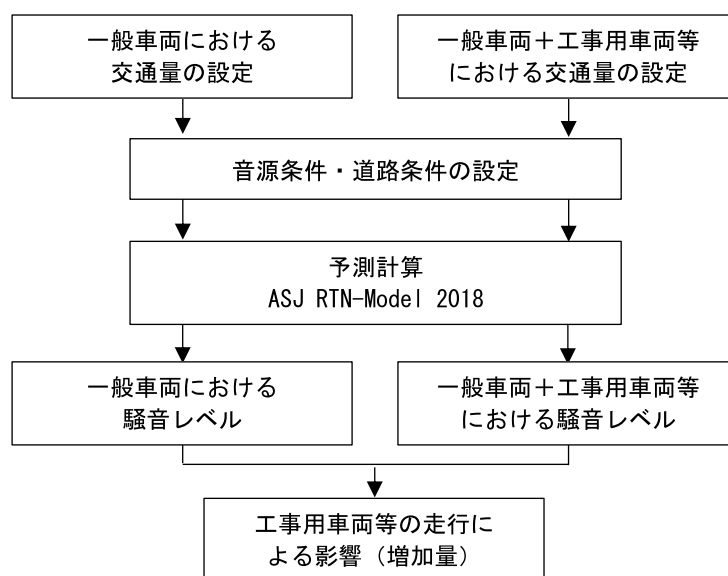 一般車両における
交通量の設定
一般車両＋工事用車両等
における交通量の設定
音源条件・道路条件の設定
予測計算
ASJ RTN-Model 2018
一般車両における
騒音レベル
一般車両＋工事用車両等
における騒音レベル
工事用車両等の走行に
よる影響（増加量）